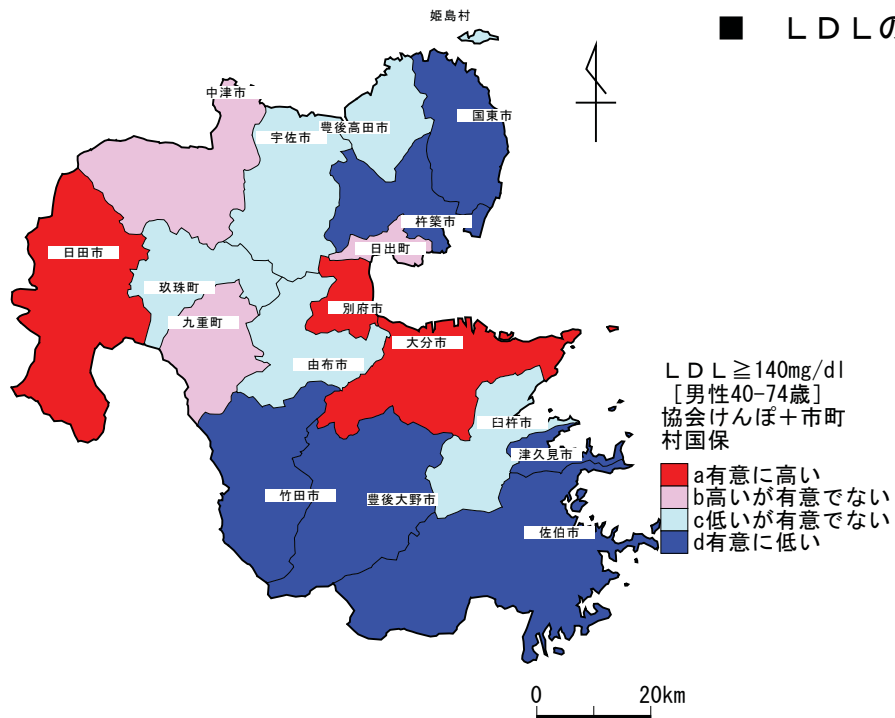 姫島村
■ ＬＤＬの
中津市
国東市
豊後高田市
宇佐市
杵築市
日出町
日田市
玖珠町
別府市
九重町
大分市
由布市
臼杵市
津久見市
竹田市
豊後大野市
佐伯市
ＬＤＬ≧140mg/dl
[男性40-74歳]
協会けんぽ＋市町
村国保
a有意に高い
b高いが有意でない
c低いが有意でない
d有意に低い
0 20km